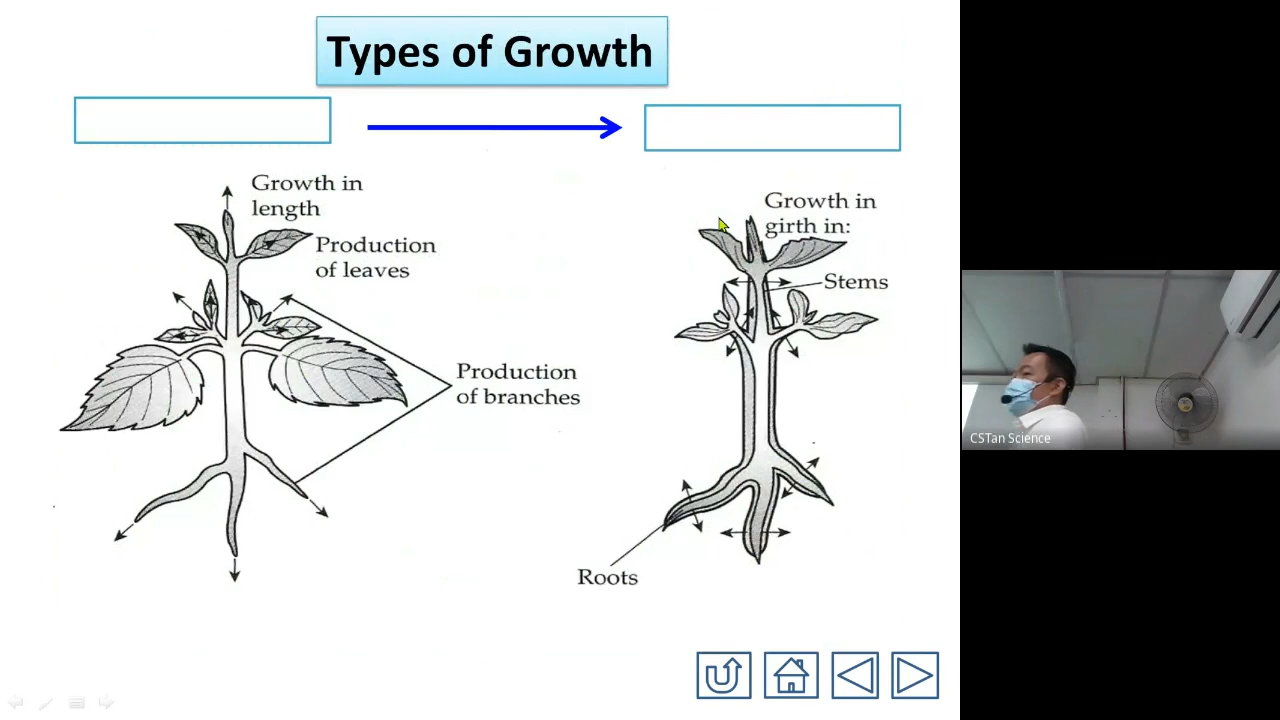 Types of Growth
Growth in
length
Production
of leaves
Production
of branches
Growth in
girth in:
Stems
Roots
CSTan Science